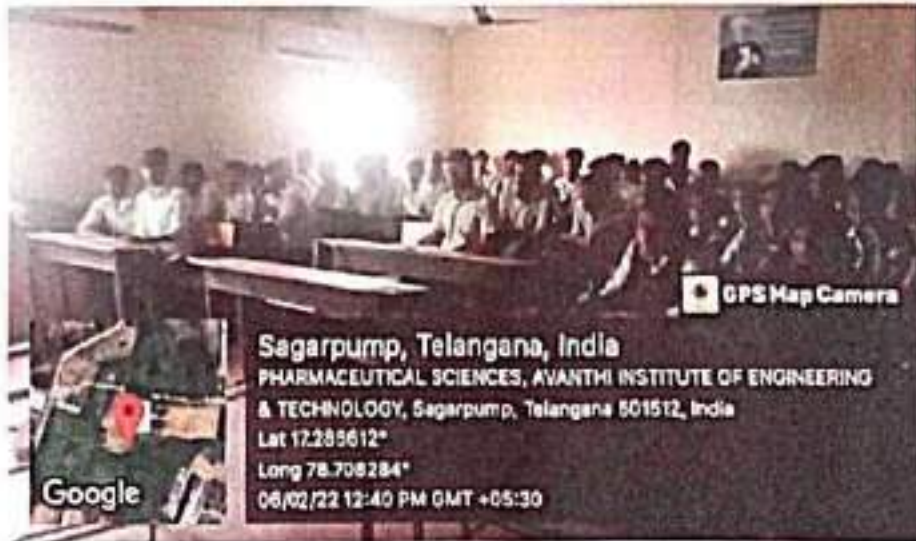 GPS Map Camera
Sagarpump, Telangana, India
PHARMACEUTICAL SCIENCES, AVANTHI INSTITUTE OF ENGINEERING
& TECHNOLOGY, Sagarpump, Telangana 501512, India
Lat 17.285612°
Long 78.708284°
06/02/22 12:40 PM GMT +05:30
Google